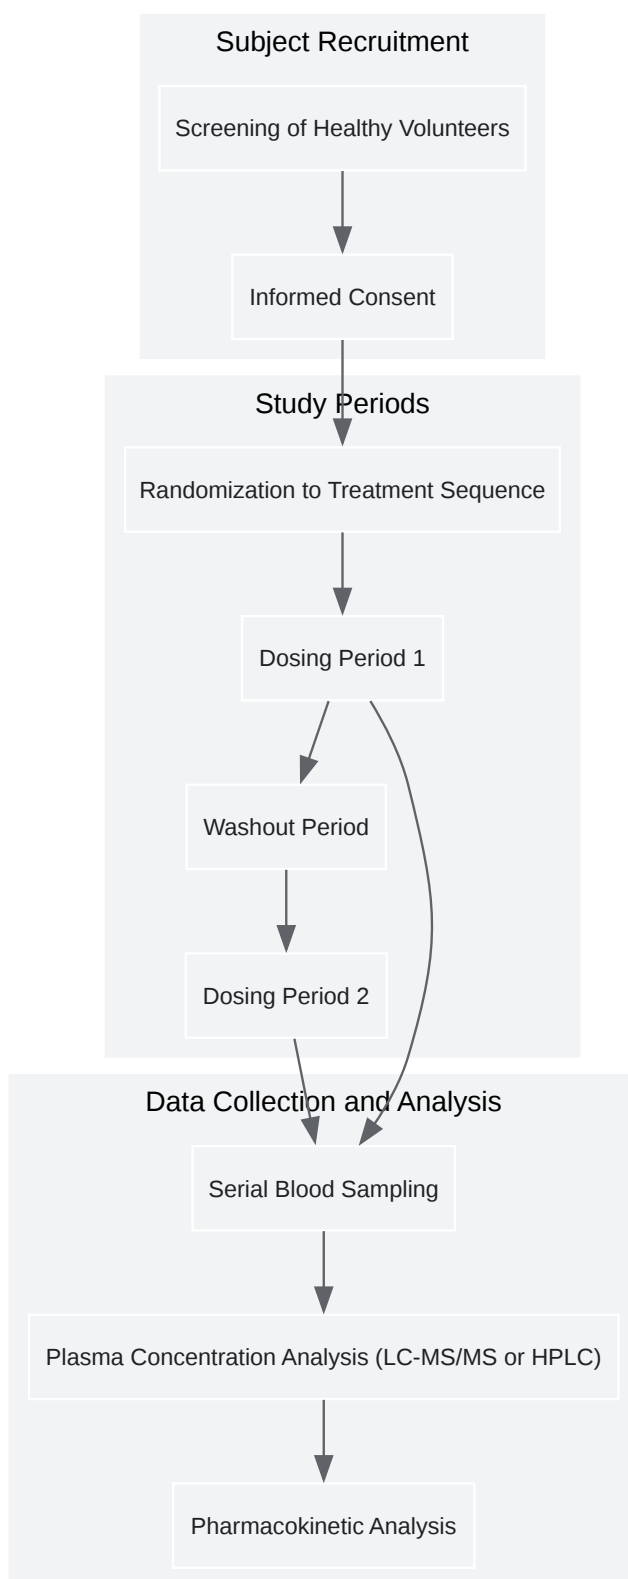 Subject Recruitment
Screening of Healthy Volunteers
Informed Consent
Study Periods
Randomization to Treatment Sequence
Dosing Period 1
Washout Period
Dosing Period 2
Data Collection and Analysis
Serial Blood Sampling
Plasma Concentration Analysis (LC-MS/MS or HPLC)
Pharmacokinetic Analysis